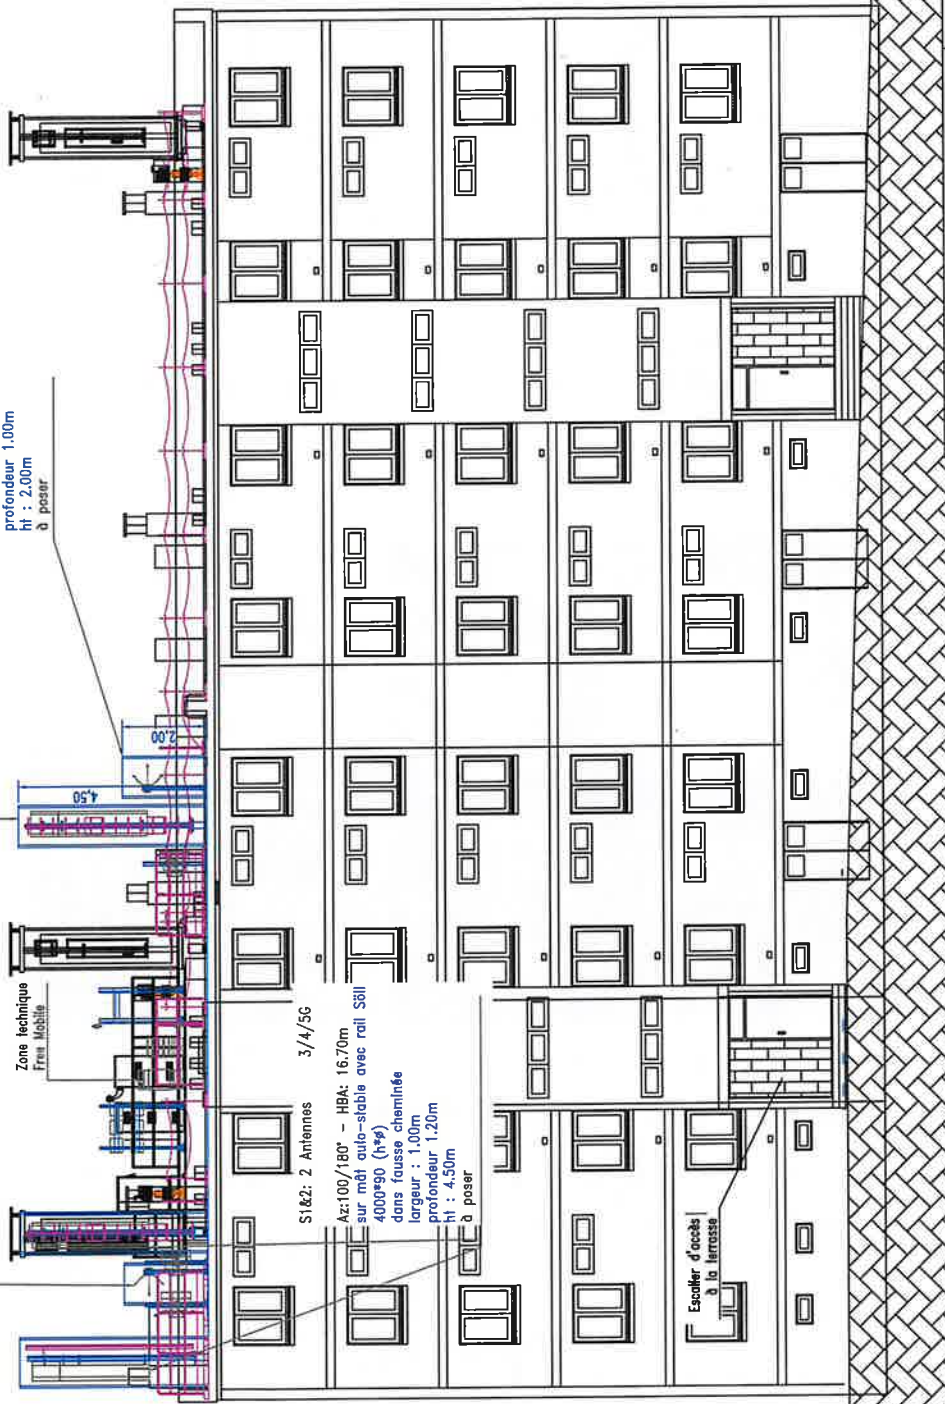 profondeur 1.00m
ht : 2.00m
à poser
2,00
4,50
Zone technique
Free Mobile
S1&2: 2 Antennes 3/4/5G
Az:100/180° - HBA: 16.70m
sur mât auto-stable avec rail Söll
4000*90 (h*ø)
dans fausse cheminée
largeur : 1.00m
profondeur 1.20m
ht : 4.50m
à poser
Escalier d'accès
à la terrasse